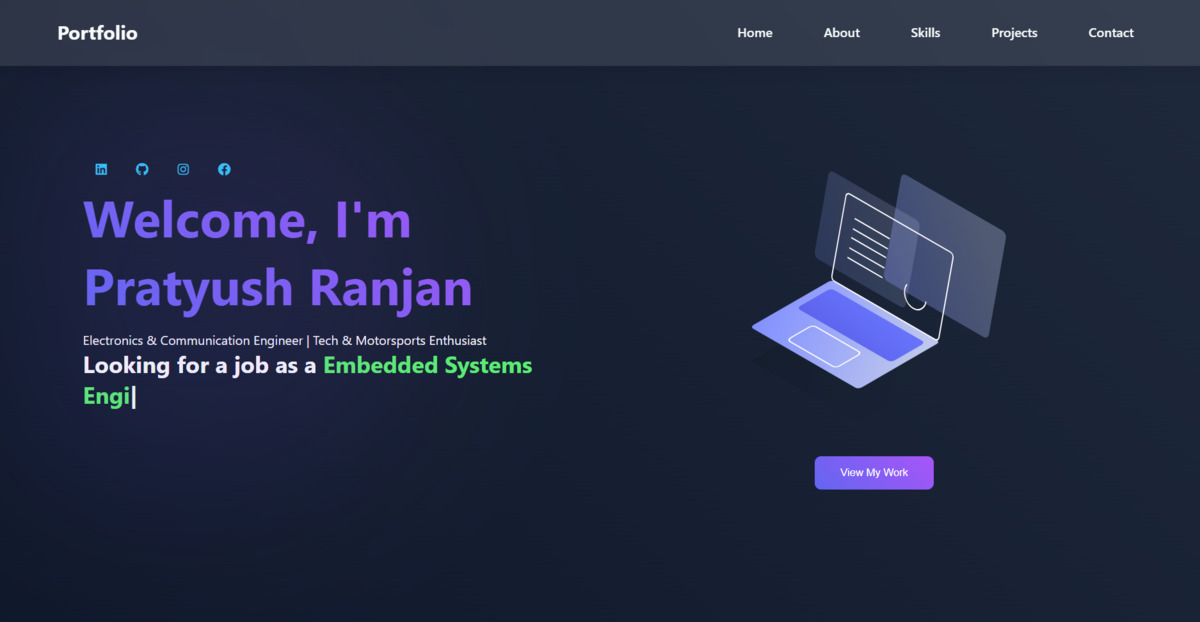 Portfolio
Home
About
Skills
Projects
Contact
Welcome, I'm
Pratyush Ranjan
Electronics & Communication Engineer | Tech & Motorsports Enthusiast
Looking for a job as a Embedded Systems
Engi|
View My Work